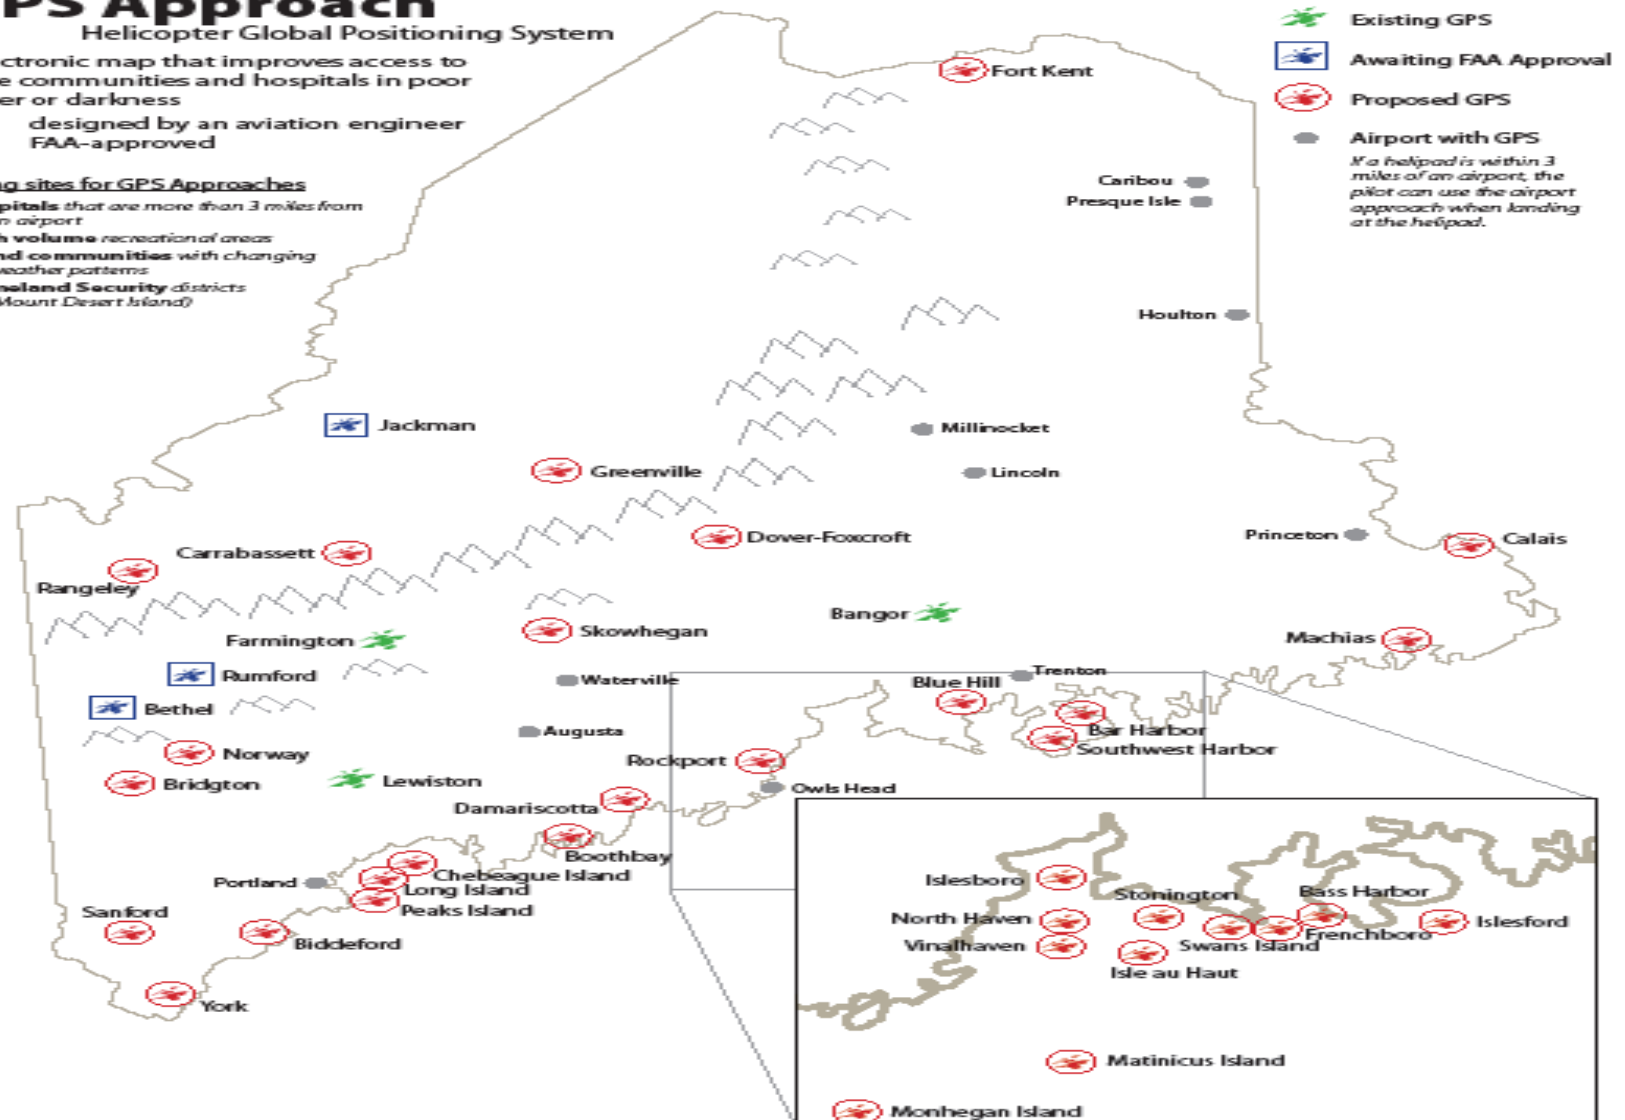 PS Approach
Helicopter Global Positioning System
ctronic map that improves access to
e communities and hospitals in poor
er or darkness
designed by an aviation engineer
FAA-approved
g sites for GPS Approaches
pitals that are more than 3 miles from
n airport
h volume recreational areas
nd communities with changing
weather patterns
meland Security districts
Mount Desert Island)
Existing GPS
Awaiting FAA Approval
Proposed GPS
Airport with GPS
If a helipad is within 3
miles of an airport, the
pilot can use the airport
approach when landing
at the helipad.
Fort Kent
Caribou
Presque Isle
Houlton
Jackman
Millinocket
Greenville
Lincoln
Dover-Foxcroft
Princeton
Calais
Carrabassett
Rangeley
Bangor
Skowhegan
Farmington
Machias
Rumford
Waterville
Trenton
Blue Hill
Bethel
Augusta
Bar Harbor
Southwest Harbor
Norway
Rockport
Bridgton
Lewiston
Owls Head
Damariscotta
Boothbay
Chebeague Island
Portland
Long Island
Peaks Island
Sanford
Biddeford
York
Islesboro
Stonington
Bass Harbor
North Haven
Islesford
Frenchboro
Vinalhaven
Swans Island
Isle au Haut
Matinicus Island
Monhegan Island